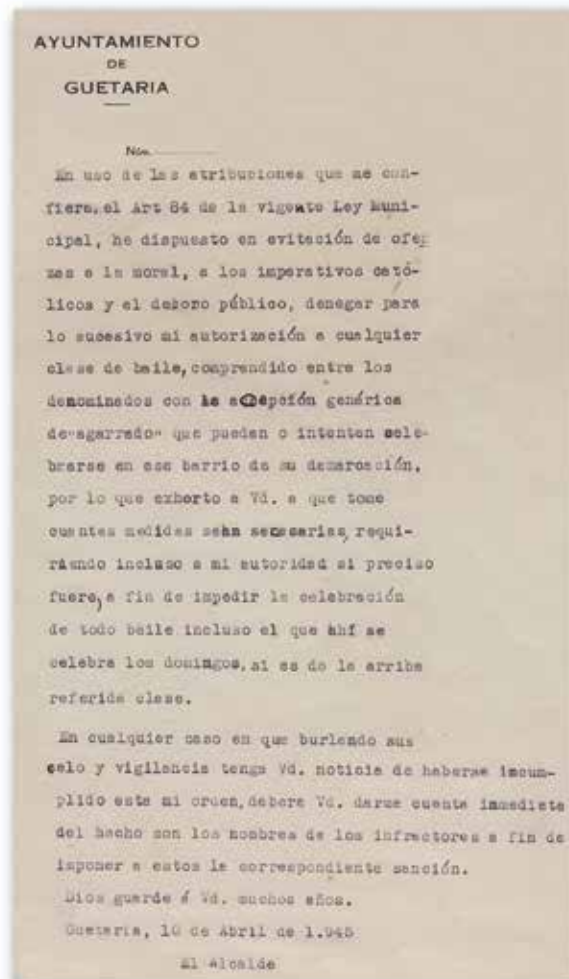 AYUNTAMIENTO
DE
GUETARIA
Núm.
En uso de las atribuciones que me con-
fiere, el Art 84 de la vigente Ley Muni-
cipal, he dispuesto en evitación de ofen
zas a la moral, a los imperativos cató-
licos y el decoro público, denegar para
lo sucesivo mi autorización a cualquier
clase de baile, comprendido entre los
denominados con la acepción genérica
de "agarrado" que puedan o intenten cele-
brarse en ese barrio de su demarcación,
por lo que exhorto a Vd. a que tome
cuantas medidas sean necesarias, requi-
riendo incluso a mi autoridad si preciso
fuere, a fin de impedir la celebración
de todo baile incluso el que ahí se
celebra los domingos, si es de la arriba
referida clase.
En cualquier caso en que burlando sus
celo y vigilancia tenga Vd. noticia de haberse incum-
plido esta mi orden, debere Vd. darme cuenta inmediata
del hecho con los nombres de los infractores a fin de
imponer a estos la correspondiente sanción.
Dios guarde á Vd. muchos años.
Guetaria, 10 de Abril de 1.945
El Alcalde